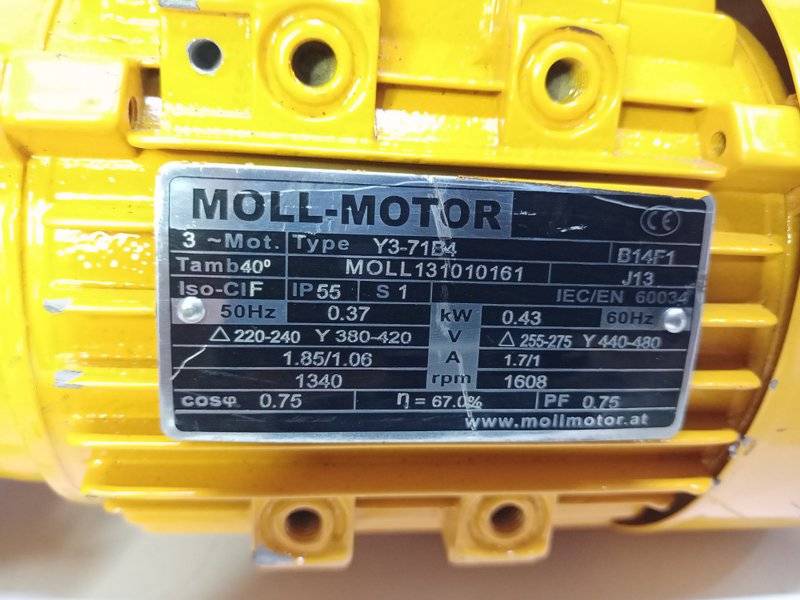 MOLL-MOTOR
CE
3 ~Mot. Type Y3-71B4 B14F1
Tamb40° MOLL131010161 J13
Iso-ClF IP55 S1 IEC/EN 60034
50Hz 0.37 kW 0.43 60Hz
△ 220-240 Y 380-420 V △ 255-275 Y 440-480
1.85/1.06 A 1.7/1
1340 rpm 1608
cosφ 0.75 η = 67.0% PF 0.75
www.mollmotor.at